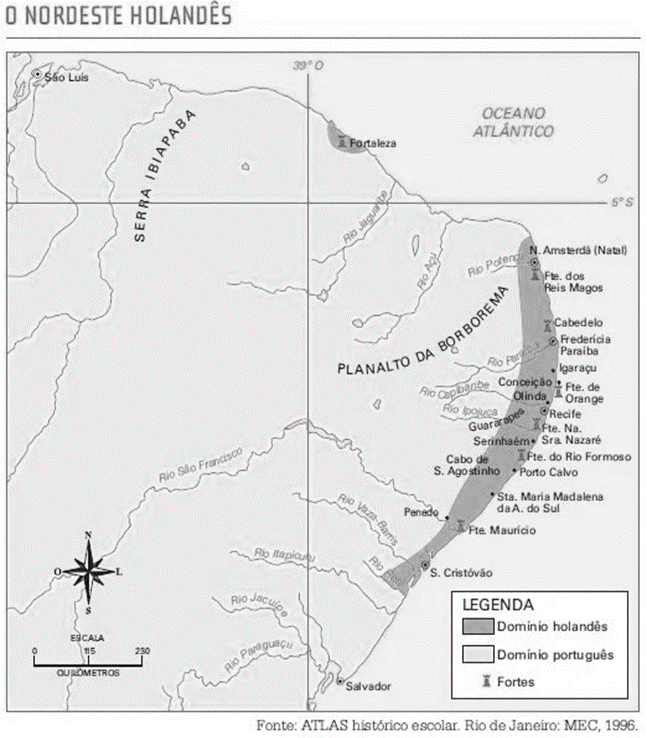 O NORDESTE HOLANDÊS
39° O
São Luís
OCEANO
ATLÂNTICO
Fortaleza
SERRA IBIAPABA
5° S
Rio Jaguaribe
Rio Açu
N. Amsterdã (Natal)
Rio Potengi
Fte. dos
Reis Magos
PLANALTO DA BORBOREMA
Cabedelo
Frederícia
Paraíba
Rio Paraíba
Igaraçu
Conceição
Fte. de
Orange
Rio Capibaribe
Olinda
Rio Ipojuca
Recife
Guararapes
Fte. Na.
Sra. Nazaré
Serinhaém
Fte. do Rio Formoso
Cabo de
S. Agostinho
Porto Calvo
Rio São Francisco
Sta. Maria Madalena
da A. do Sul
Rio Vaza-Barris
Penedo
Fte. Maurício
Rio Itapicuru
Rio Real
S. Cristóvão
N
O
L
S
Rio Jacuípe
Rio Paraguaçu
Salvador
ESCALA
0 115 230
QUILÔMETROS
LEGENDA
Domínio holandês
Domínio português
Fortes
Fonte: ATLAS histórico escolar. Rio de Janeiro: MEC, 1996.